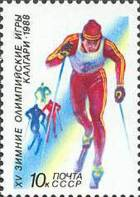 XV ЗИМНИЕ ОЛИМПИЙСКИЕ ИГРЫ
КАЛГАРИ·1988
10к ПОЧТА
СССР